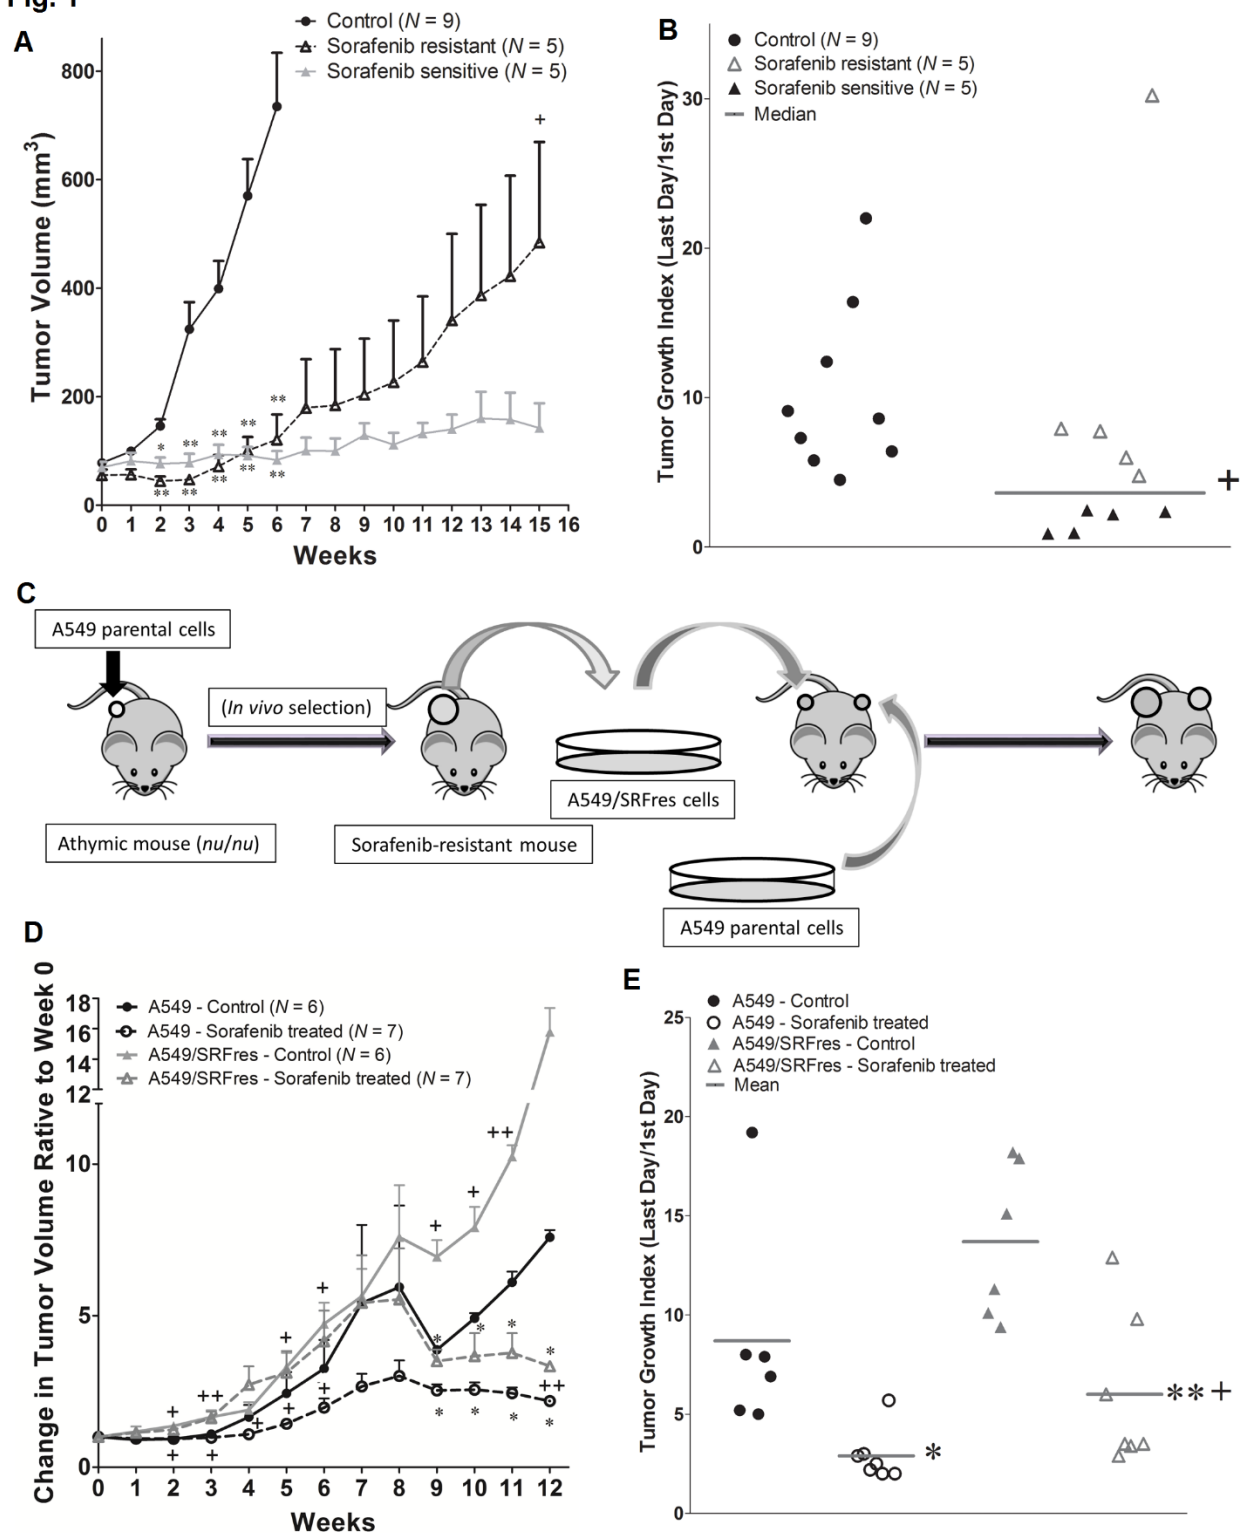 Fig. 1
A
Control (N = 9)
Sorafenib resistant (N = 5)
Sorafenib sensitive (N = 5)
Tumor Volume (mm³)
800
600
400
200
0
+
*
**
**
**
**
**
**
**
**
**
0 1 2 3 4 5 6 7 8 9 10 11 12 13 14 15 16
Weeks
B
Control (N = 9)
Sorafenib resistant (N = 5)
Sorafenib sensitive (N = 5)
Median
Tumor Growth Index (Last Day/1st Day)
30
20
10
0
+
C
A549 parental cells
(In vivo selection)
A549/SRFres cells
Athymic mouse (nu/nu)
Sorafenib-resistant mouse
A549 parental cells
D
A549 - Control (N = 6)
A549 - Sorafenib treated (N = 7)
A549/SRFres - Control (N = 6)
A549/SRFres - Sorafenib treated (N = 7)
Change in Tumor Volume Rative to Week 0
18
16
14
12
12
10
5
0
+
++
+
+
+
+
++
+
+
+
+
+
*
*
*
*
++
*
*
*
*
0 1 2 3 4 5 6 7 8 9 10 11 12
Weeks
E
A549 - Control
A549 - Sorafenib treated
A549/SRFres - Control
A549/SRFres - Sorafenib treated
Mean
Tumor Growth Index (Last Day/1st Day)
25
20
15
10
5
0
*
**+